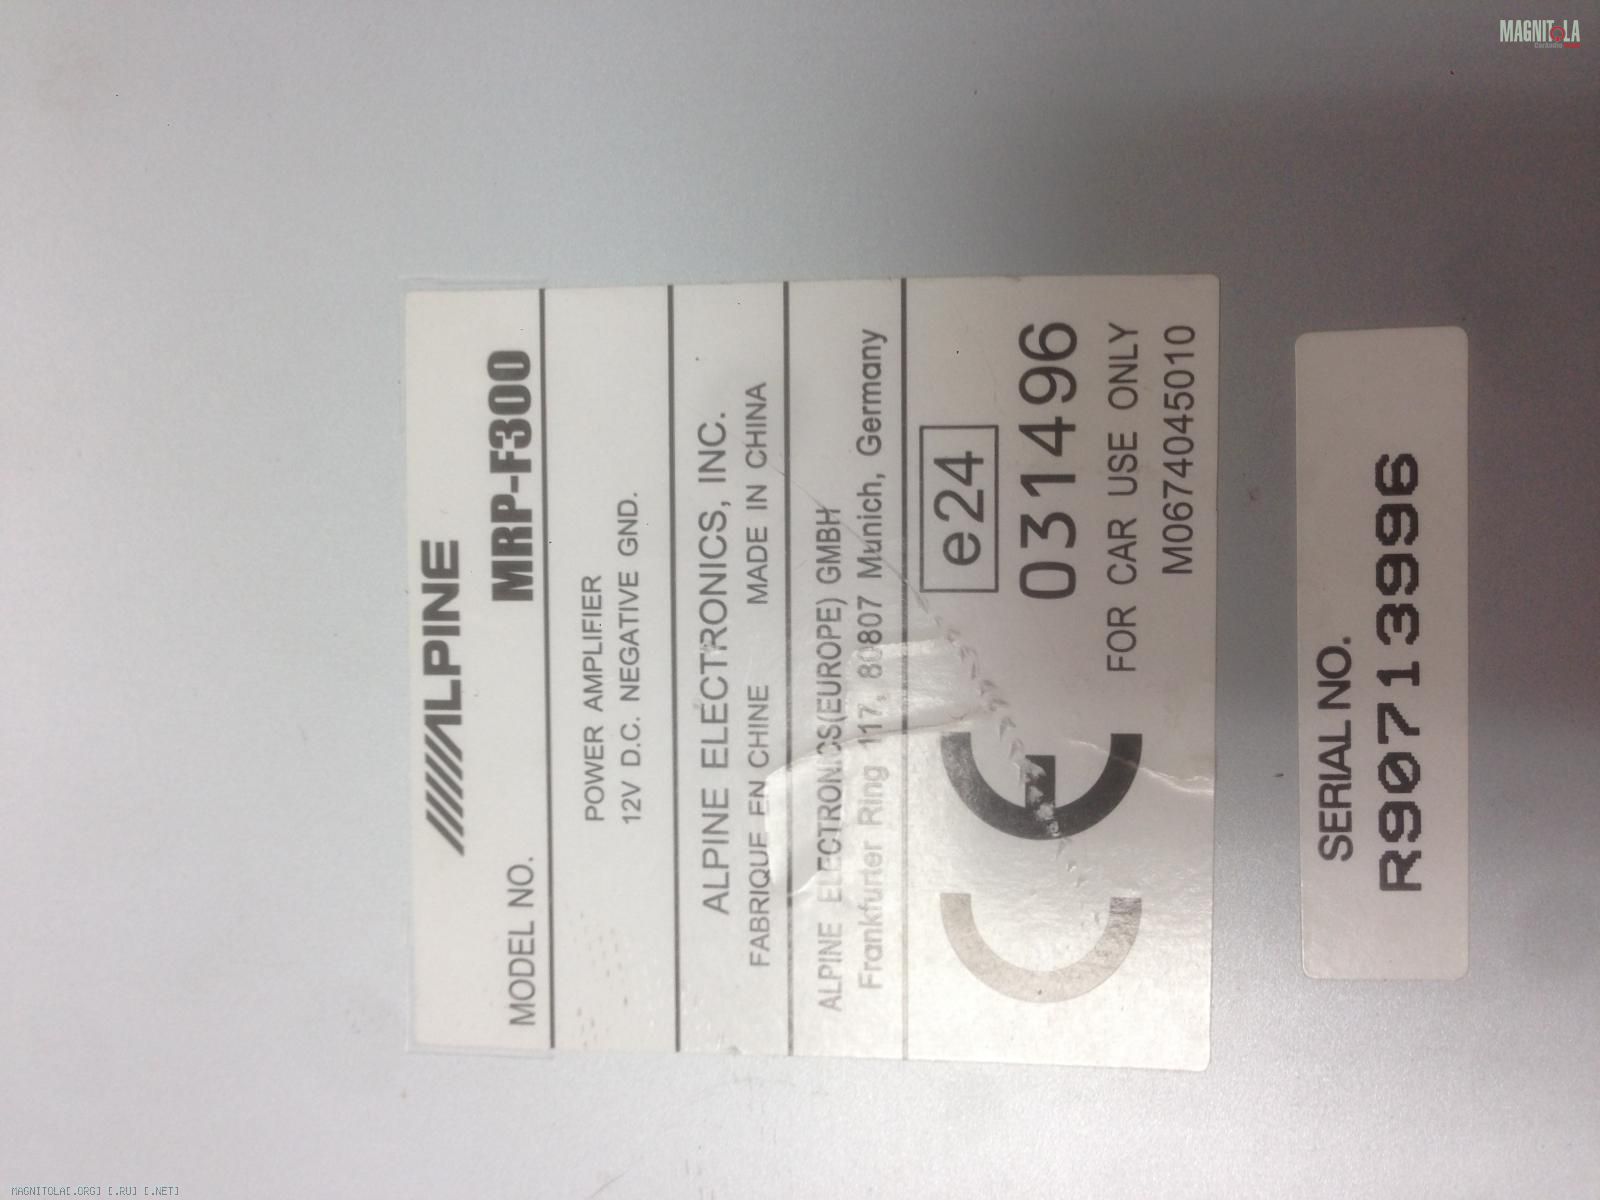 ALPINE
MODEL NO. MRP-F300
POWER AMPLIFIER
12V D.C. NEGATIVE GND.
ALPINE ELECTRONICS, INC.
FABRIQUE EN CHINE MADE IN CHINA
ALPINE ELECTRONICS(EUROPE) GMBH
Frankfurter Ring 117, 80807 Munich, Germany
CE
e24
031496
FOR CAR USE ONLY
M0674045010
SERIAL NO.
R90713996
MAGNITOLA
MAGNITOLA[.ORG] [.RU] [.NET]